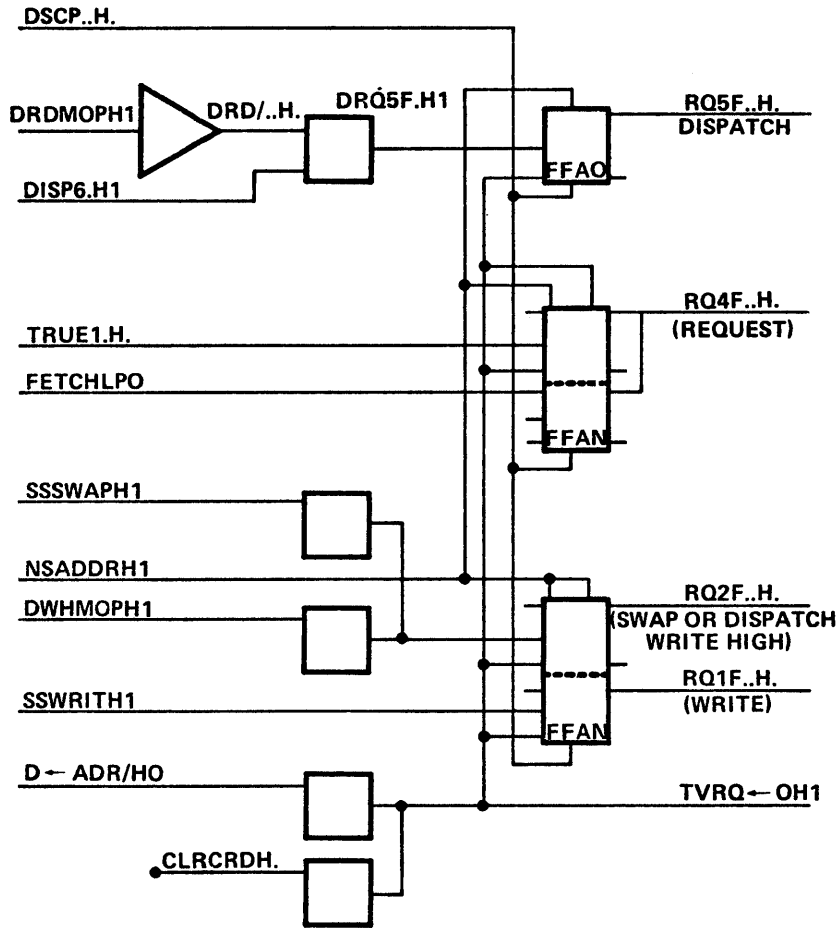 DSCP..H.
DRDMOPH1
DRD/..H.
DRQ5F.H1
RQ5F..H.
DISPATCH
FFAO
DISP6.H1
RQ4F..H.
(REQUEST)
TRUE1.H.
FETCHLPO
FFAN
SSSWAPH1
NSADDRH1
DWHMOPH1
RQ2F..H.
(SWAP OR DISPATCH
WRITE HIGH)
RQ1F..H.
(WRITE)
SSWRITH1
FFAN
D← ADR/HO
TVRQ← OH1
CLRCRDH.